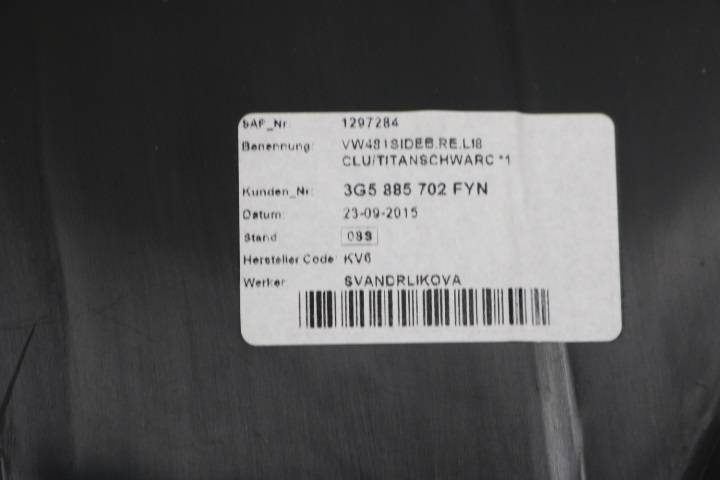 SAP_Nr: 1297284
Benennung: VW481SIDEB.RE.L18
CLU/TITANSCHWARC *1
Kunden_Nr: 3G5 885 702 FYN
Datum: 23-09-2015
Stand 089
Hersteller Code: KV6
Werker: SVANDRLIKOVA